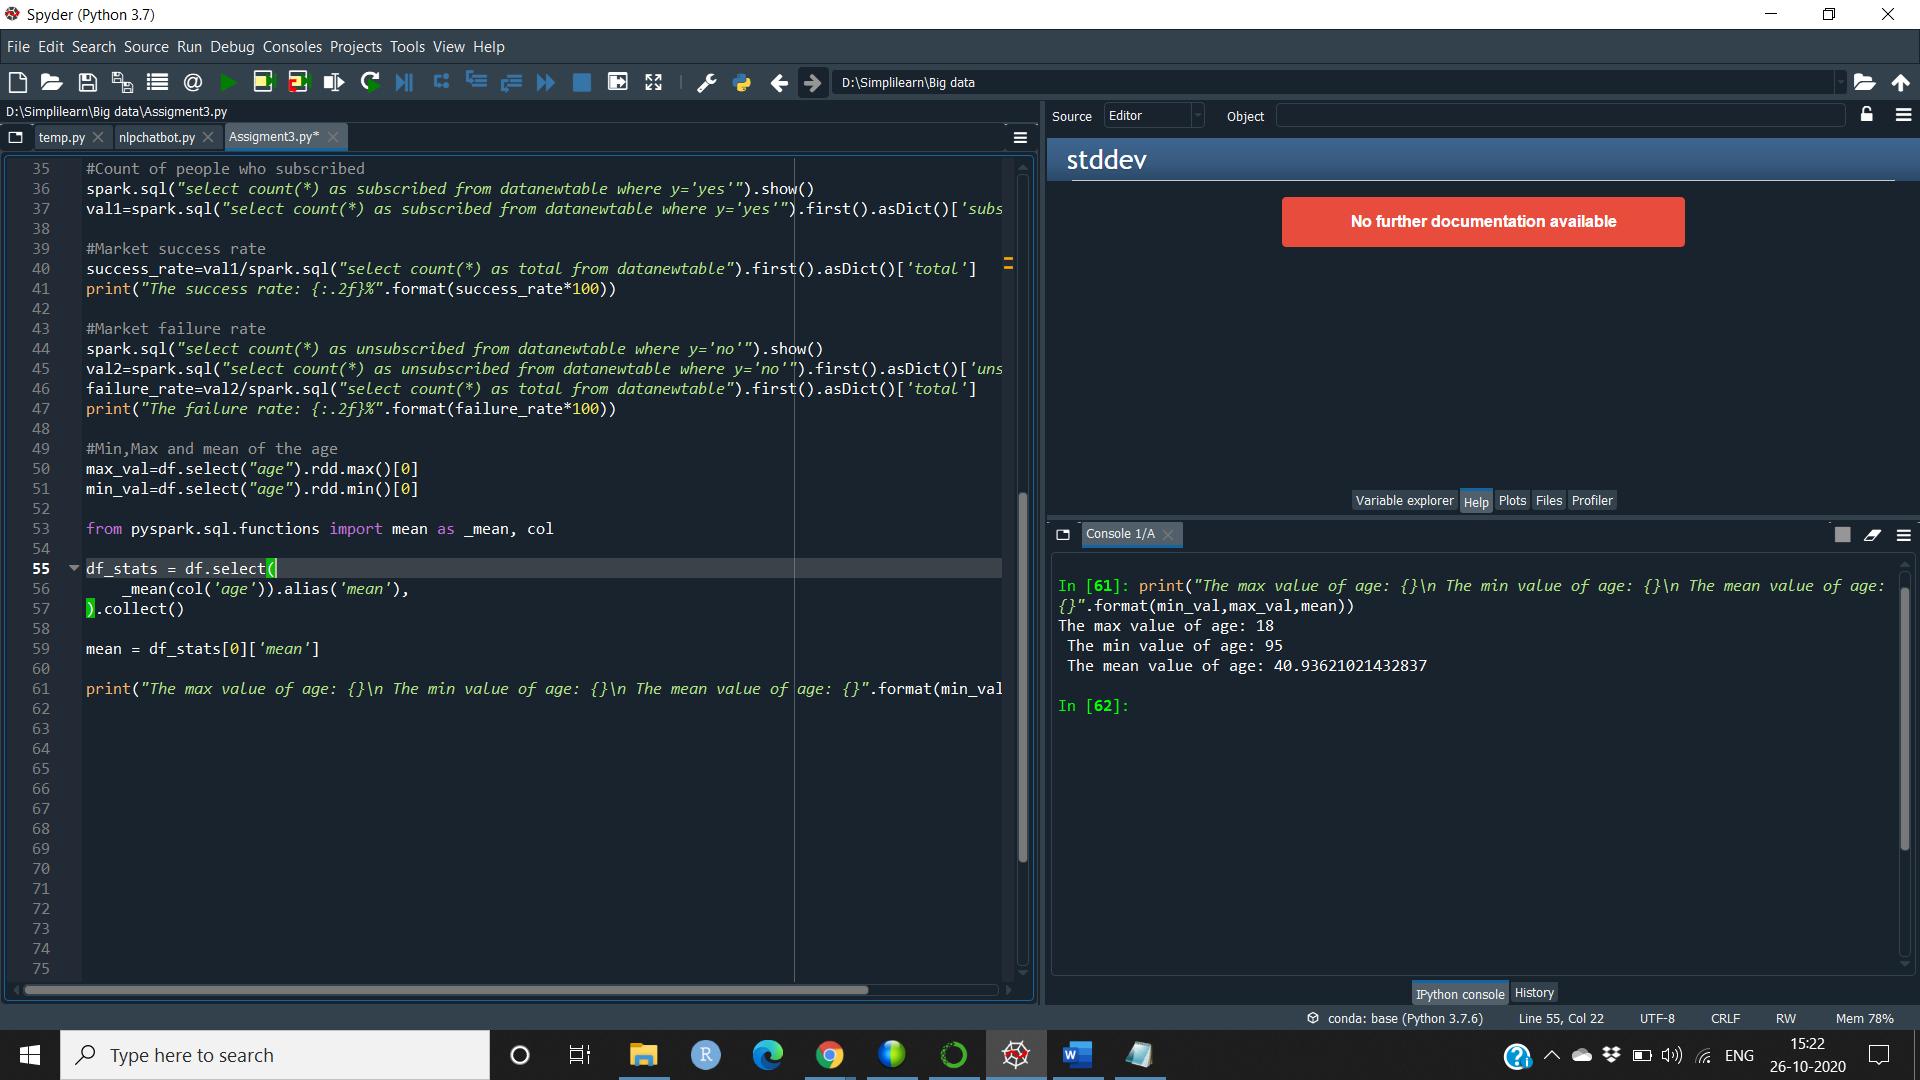 Spyder (Python 3.7)
File Edit Search Source Run Debug Consoles Projects Tools View Help
D:\Simplilearn\Big data
D:\Simplilearn\Big data\Assigment3.py
temp.py
nlpchatbot.py
Assigment3.py*
35 #Count of people who subscribed
36 spark.sql("select count(*) as subscribed from datanewtable where y='yes'").show()
37 val1=spark.sql("select count(*) as subscribed from datanewtable where y='yes'").first().asDict()['subs
38
39 #Market success rate
40 success_rate=val1/spark.sql("select count(*) as total from datanewtable").first().asDict()['total']
41 print("The success rate: {:.2f}%".format(success_rate*100))
42
43 #Market failure rate
44 spark.sql("select count(*) as unsubscribed from datanewtable where y='no'").show()
45 val2=spark.sql("select count(*) as unsubscribed from datanewtable where y='no'").first().asDict()['uns
46 failure_rate=val2/spark.sql("select count(*) as total from datanewtable").first().asDict()['total']
47 print("The failure rate: {:.2f}%".format(failure_rate*100))
48
49 #Min,Max and mean of the age
50 max_val=df.select("age").rdd.max()[0]
51 min_val=df.select("age").rdd.min()[0]
52
53 from pyspark.sql.functions import mean as _mean, col
54
55 df_stats = df.select(
56     _mean(col('age')).alias('mean'),
57 ).collect()
58
59 mean = df_stats[0]['mean']
60
61 print("The max value of age: {}\n The min value of age: {}\n The mean value of age: {}".format(min_val
62
63
64
65
66
67
68
69
70
71
72
73
74
75
Source Editor Object
stddev
No further documentation available
Variable explorer Help Plots Files Profiler
Console 1/A
In [61]: print("The max value of age: {}\n The min value of age: {}\n The mean value of age:
{}".format(min_val,max_val,mean))
The max value of age: 18
The min value of age: 95
The mean value of age: 40.93621021432837
In [62]:
IPython console History
conda: base (Python 3.7.6) Line 55, Col 22 UTF-8 CRLF RW Mem 78%
Type here to search
ENG
15:22
26-10-2020